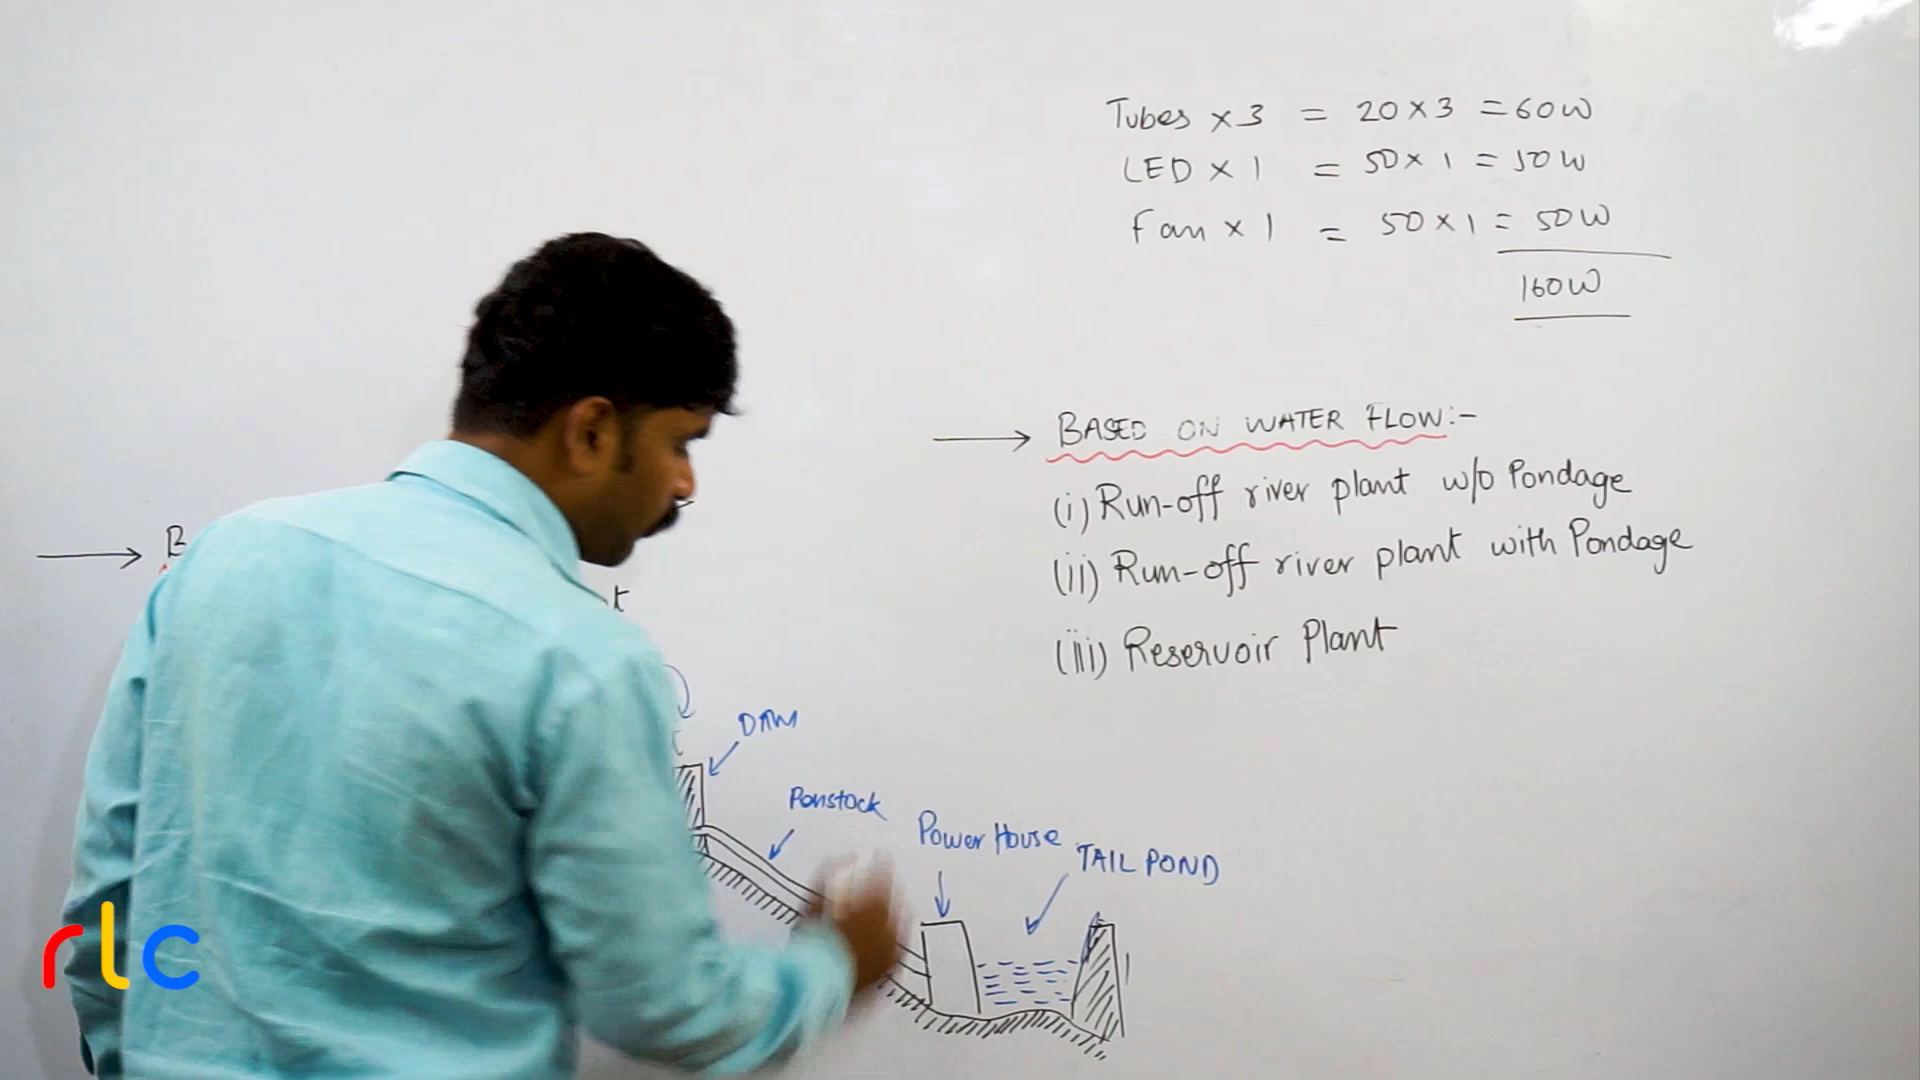 Tubes × 3 = 20 × 3 = 60W
LED × 1 = 50 × 1 = 50W
Fan × 1 = 50 × 1 = 50W
160W
BASED ON WATER FLOW:-
(i) Run-off river plant w/o Pondage
(ii) Run-off river plant with Pondage
(iii) Reservoir Plant
DAM
Penstock
Power House
TAIL POND
rlc